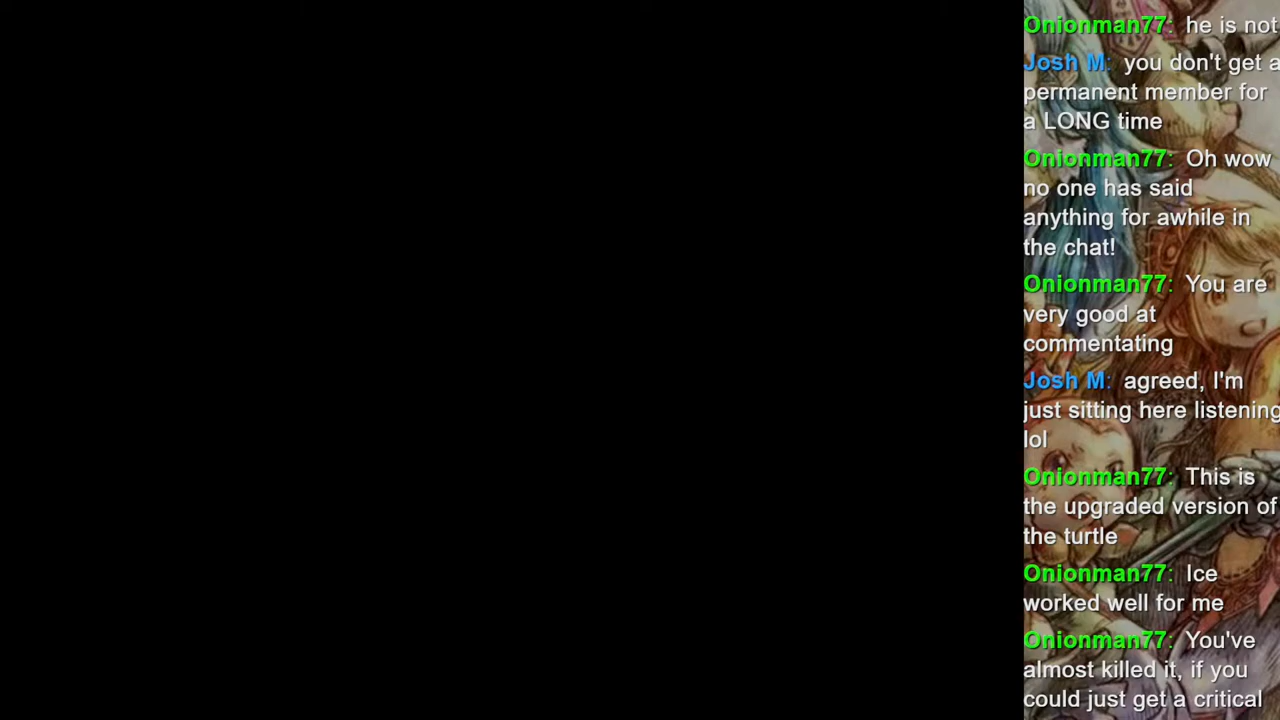 Onionman77: he is not
Josh M: you don't get a
permanent member for
a LONG time
Onionman77: Oh wow
no one has said
anything for awhile in
the chat!
Onionman77: You are
very good at
commentating
Josh M: agreed, I'm
just sitting here listening
lol
Onionman77: This is
the upgraded version of
the turtle
Onionman77: Ice
worked well for me
Onionman77: You've
almost killed it, if you
could just get a critical